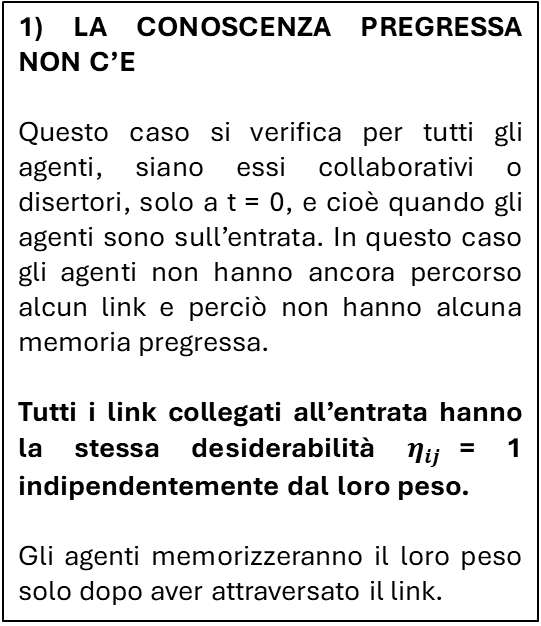 1) LA CONOSCENZA PREGRESSA
NON C’E
Questo caso si verifica per tutti gli
agenti, siano essi collaborativi o
disertori, solo a t = 0, e cioè quando gli
agenti sono sull’entrata. In questo caso
gli agenti non hanno ancora percorso
alcun link e perciò non hanno alcuna
memoria pregressa.
Tutti i link collegati all’entrata hanno
la stessa desiderabilità η_ij = 1
indipendentemente dal loro peso.
Gli agenti memorizzeranno il loro peso
solo dopo aver attraversato il link.